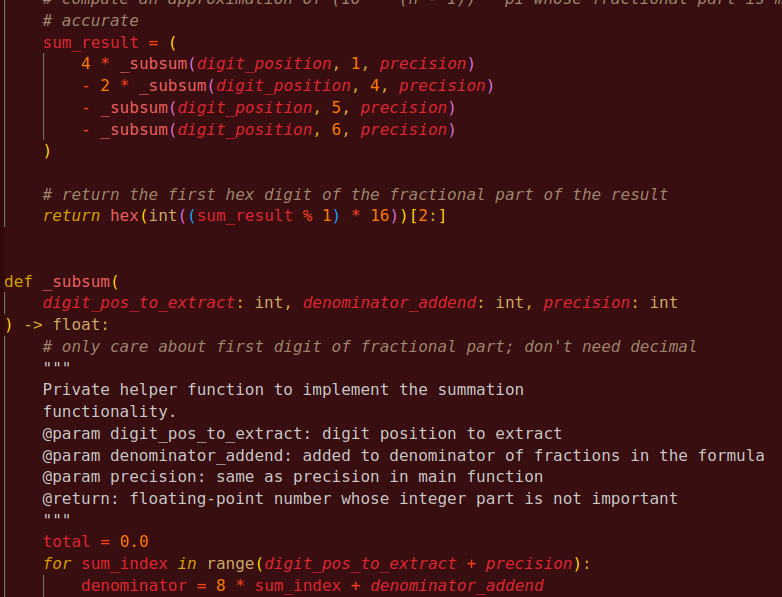 # compute an approximation of (16 ** (n - 1)) * pi whose fractional part is
# accurate
sum_result = (
    4 * _subsum(digit_position, 1, precision)
    - 2 * _subsum(digit_position, 4, precision)
    - _subsum(digit_position, 5, precision)
    - _subsum(digit_position, 6, precision)
)
# return the first hex digit of the fractional part of the result
return hex(int((sum_result % 1) * 16))[2:]
def _subsum(
    digit_pos_to_extract: int, denominator_addend: int, precision: int
) -> float:
    # only care about first digit of fractional part; don't need decimal
    """
    Private helper function to implement the summation
    functionality.
    @param digit_pos_to_extract: digit position to extract
    @param denominator_addend: added to denominator of fractions in the formula
    @param precision: same as precision in main function
    @return: floating-point number whose integer part is not important
    """
    total = 0.0
    for sum_index in range(digit_pos_to_extract + precision):
        denominator = 8 * sum_index + denominator_addend